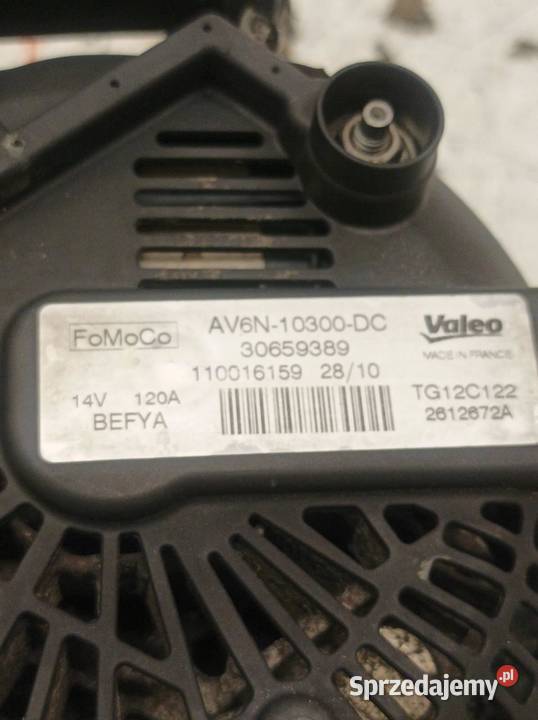 FoMoCo
AV6N-10300-DC
30659389
110016159 28/10
14V 120A
BEFYA
Valeo
MADE IN FRANCE
TG12C122
2612672A
Sprzedajemy.pl